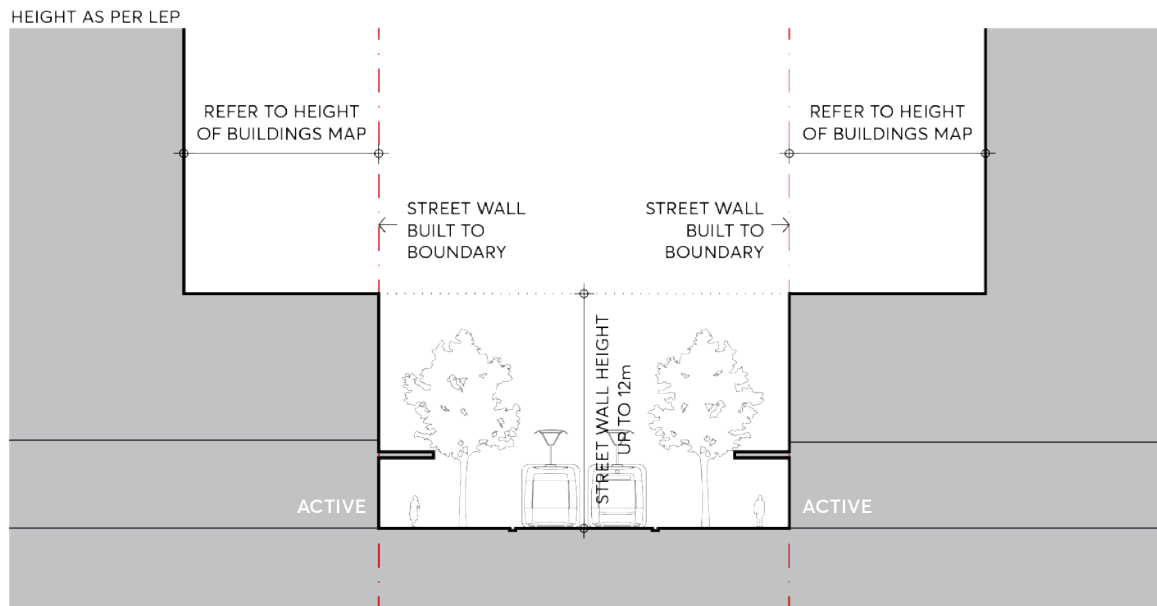 HEIGHT AS PER LEP
REFER TO HEIGHT
OF BUILDINGS MAP
REFER TO HEIGHT
OF BUILDINGS MAP
STREET WALL
BUILT TO
BOUNDARY
STREET WALL
BUILT TO
BOUNDARY
STREET WALL HEIGHT
UP TO 12m
ACTIVE
ACTIVE